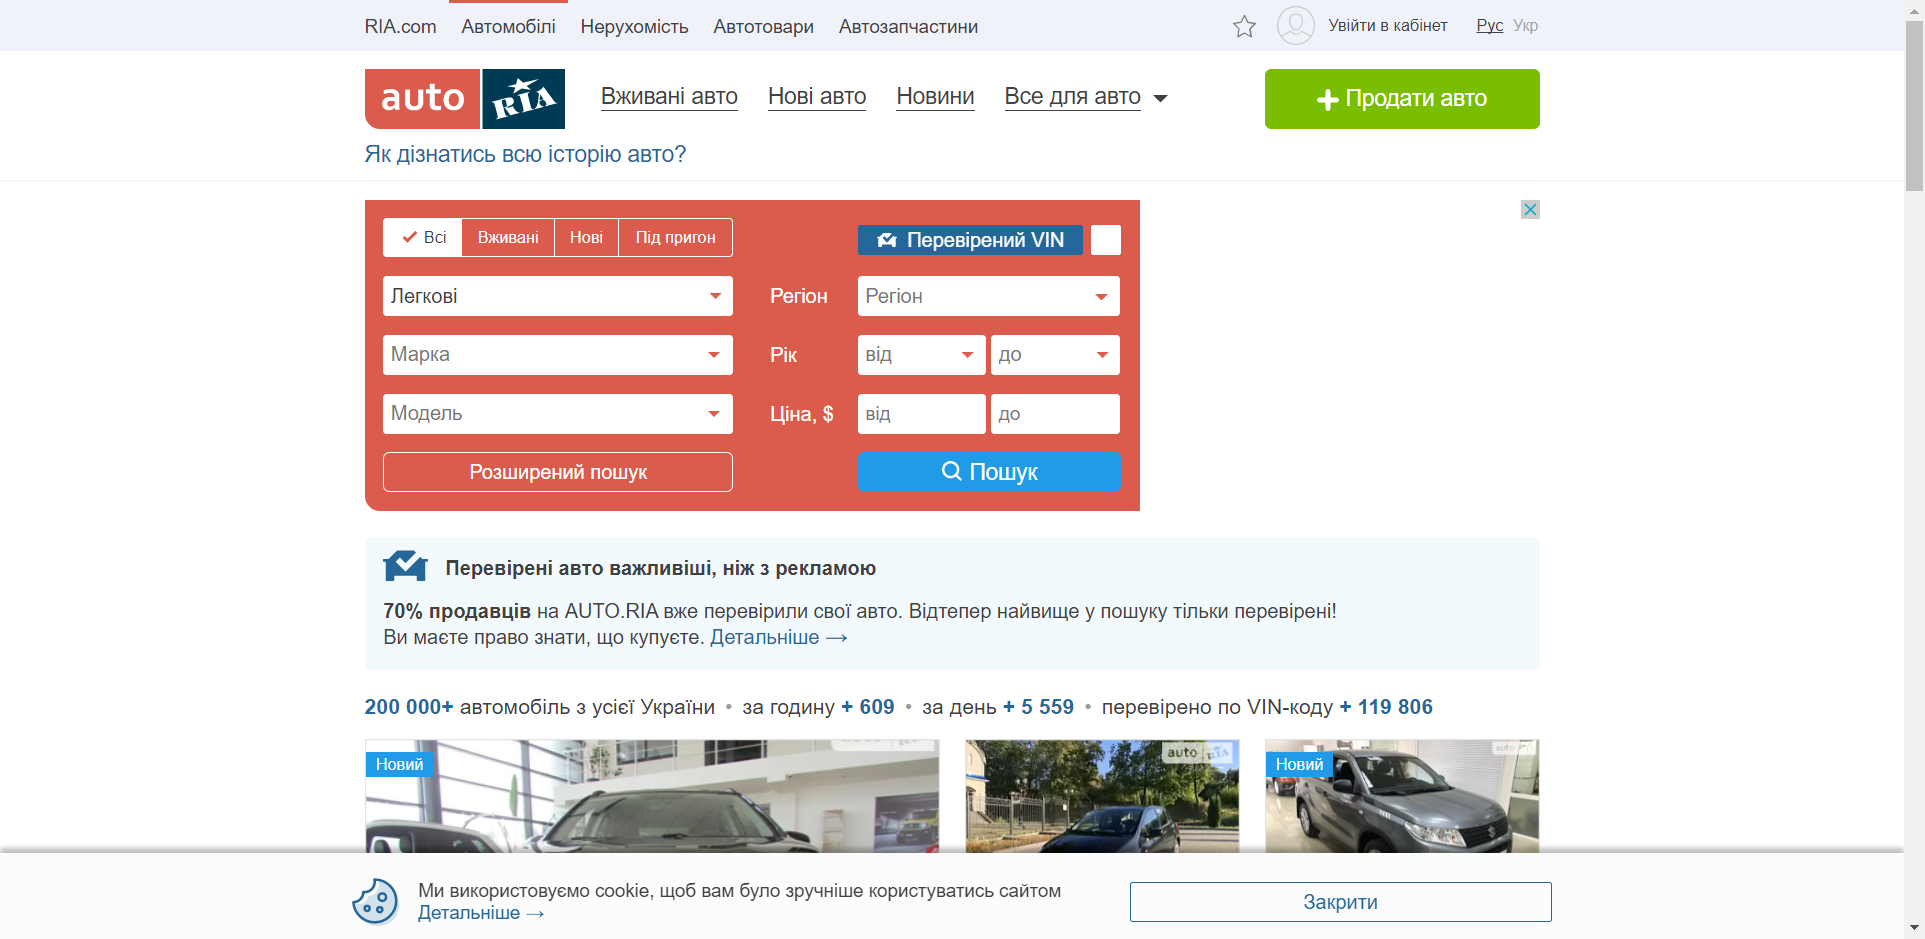 RIA.com Автомобілі Нерухомість Автотовари Автозапчастини Увійти в кабінет Рус Укр
auto RIA Вживані авто Нові авто Новини Все для авто Продати авто
Як дізнатись всю історію авто?
Всі Вживані Нові Під пригон Перевірений VIN
Легкові Регіон Регіон
Марка Рік від до
Модель Ціна, $ від до
Розширений пошук Пошук
Перевірені авто важливіші, ніж з рекламою
70% продавців на AUTO.RIA вже перевірили свої авто. Відтепер найвище у пошуку тільки перевірені!
Ви маєте право знати, що купуєте. Детальніше →
200 000+ автомобіль з усієї України • за годину + 609 • за день + 5 559 • перевірено по VIN-коду + 119 806
auto RIA auto
Новий Новий
Ми використовуємо cookie, щоб вам було зручніше користуватись сайтом
Детальніше →
Закрити